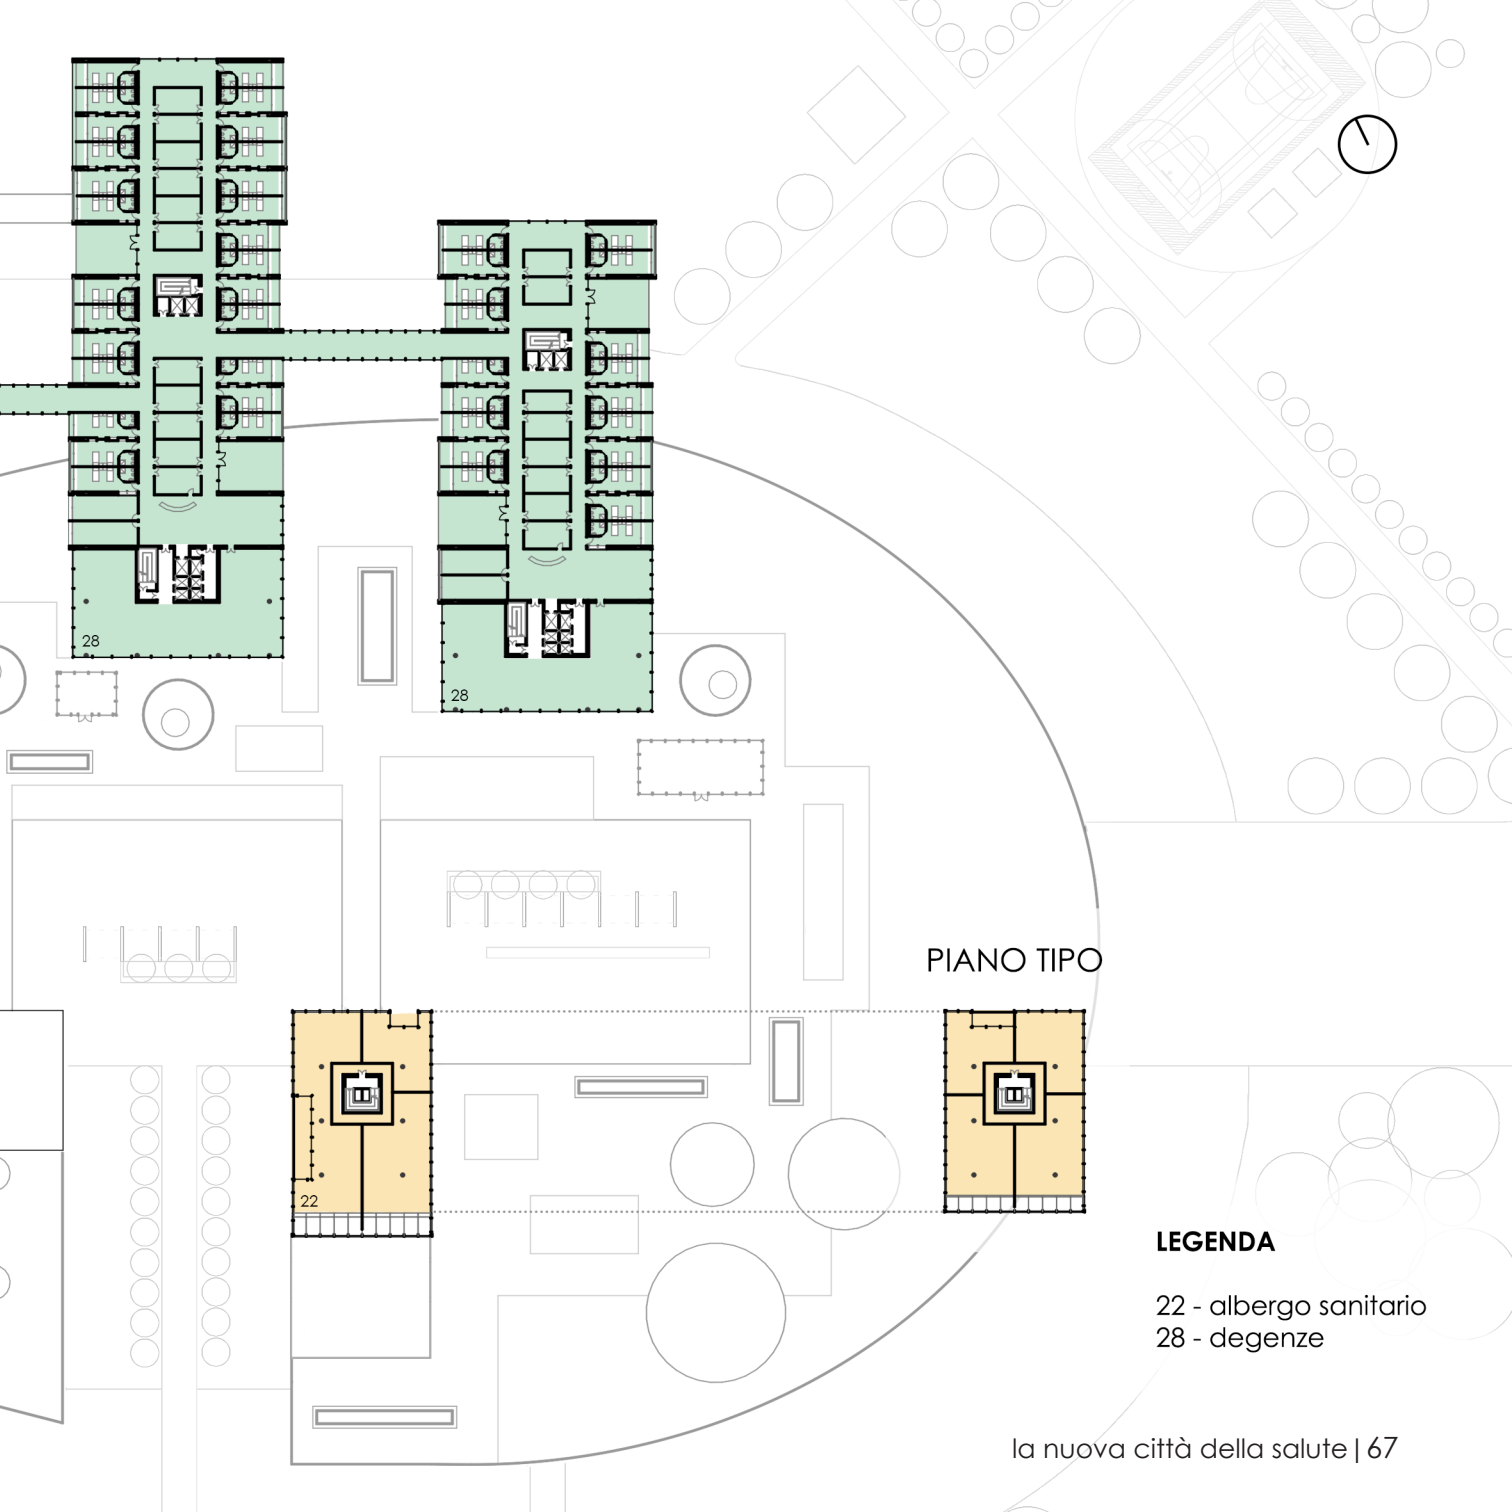 28
28
PIANO TIPO
22
LEGENDA
22 - albergo sanitario
28 - degenze
la nuova città della salute|67